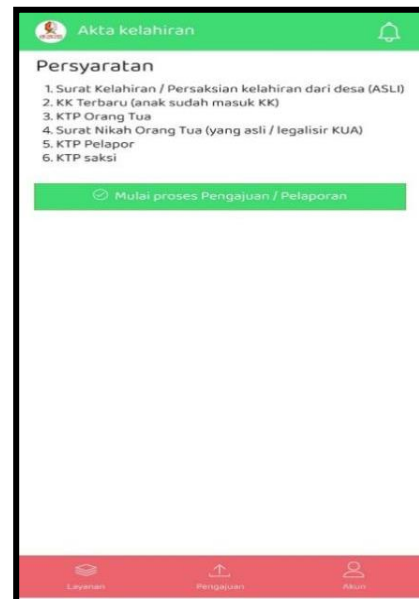 Akta kelahiran
Persyaratan
1. Surat Kelahiran / Persaksian kelahiran dari desa (ASLI)
2. KK Terbaru (anak sudah masuk KK)
3. KTP Orang Tua
4. Surat Nikah Orang Tua (yang asli / legalisir KUA)
5. KTP Pelapor
6. KTP saksi
Mulai proses Pengajuan / Pelaporan
Layanan
Pengajuan
Akun